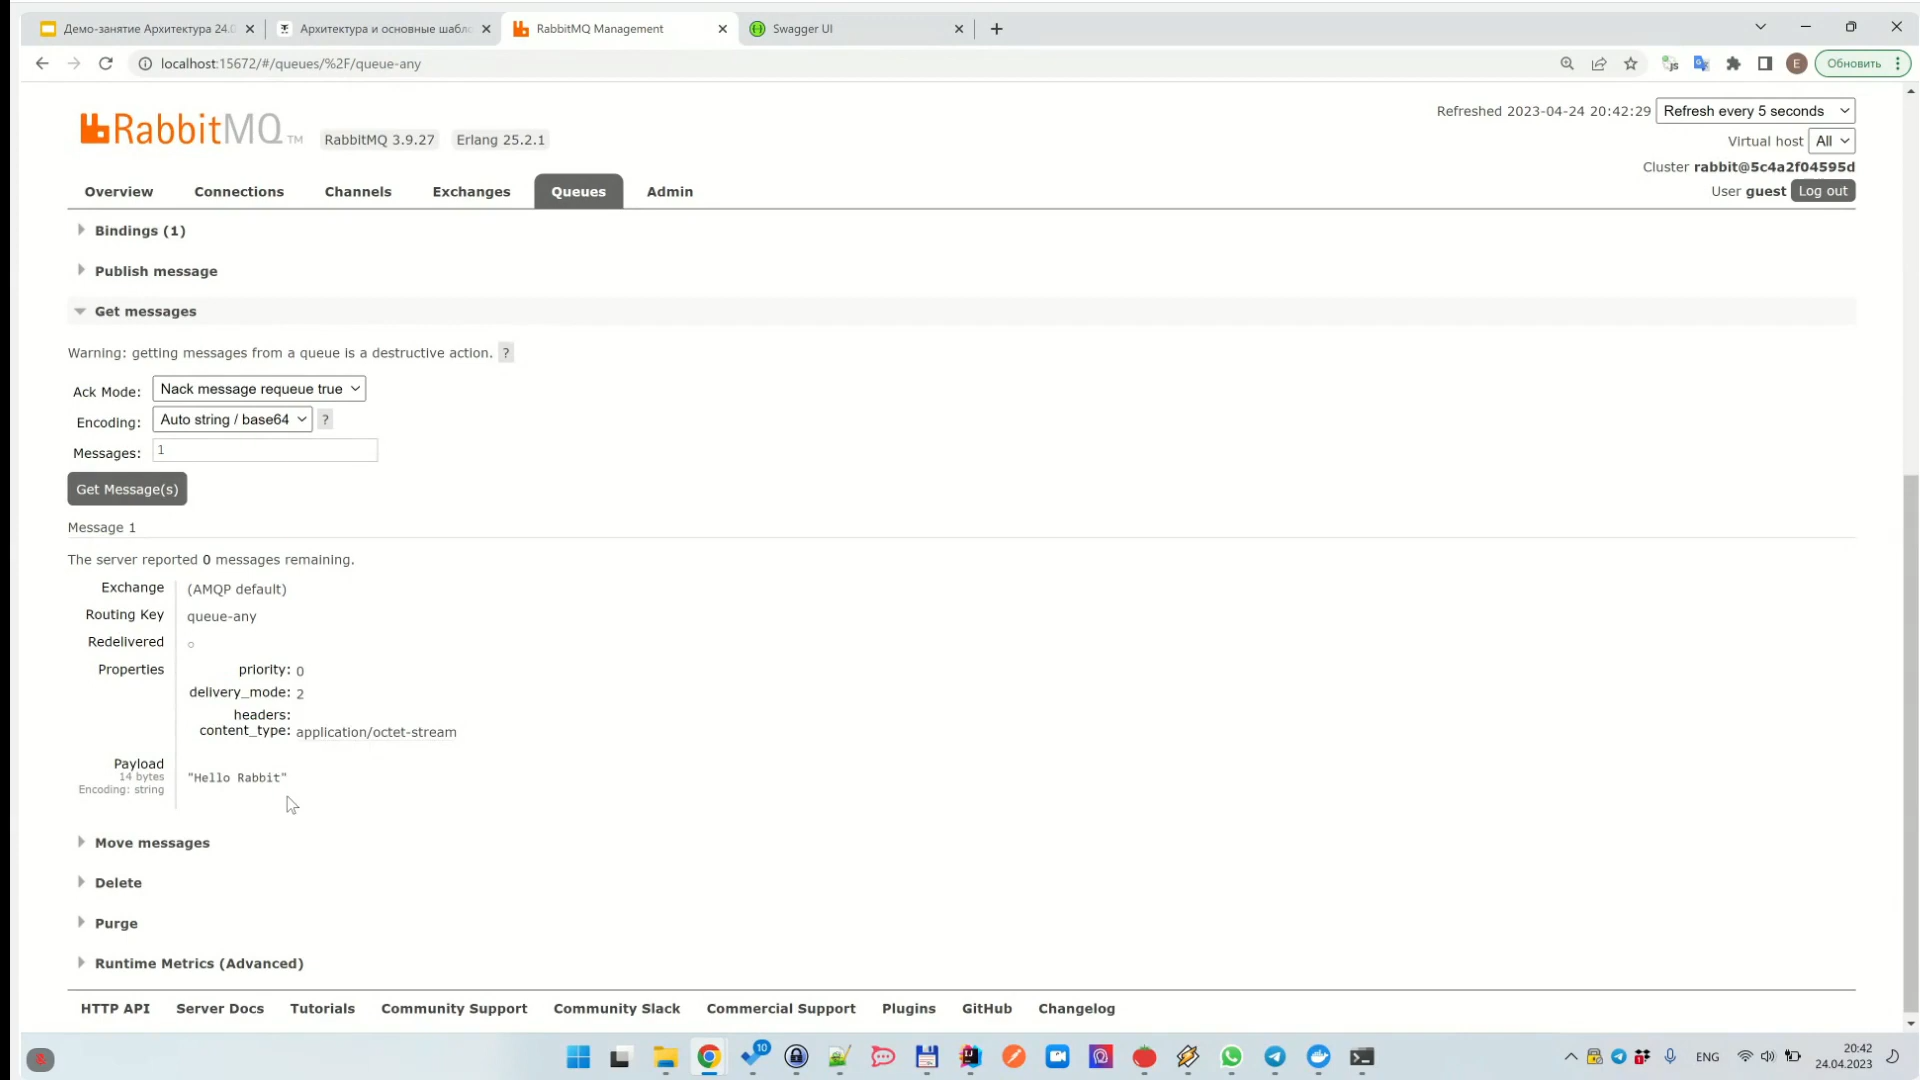 Демо-занятие Архитектура 24.0
Архитектура и основные шабло
RabbitMQ Management
Swagger UI
localhost:15672/#/queues/%2F/queue-any
E
Обновить
RabbitMQ TM
RabbitMQ 3.9.27
Erlang 25.2.1
Refreshed 2023-04-24 20:42:29
Refresh every 5 seconds
Virtual host
All
Cluster rabbit@5c4a2f04595d
User guest
Log out
Overview
Connections
Channels
Exchanges
Queues
Admin
Bindings (1)
Publish message
Get messages
Warning: getting messages from a queue is a destructive action. ?
Ack Mode: Nack message requeue true
Encoding: Auto string / base64 ?
Messages: 1
Get Message(s)
Message 1
The server reported 0 messages remaining.
Exchange (AMQP default)
Routing Key queue-any
Redelivered ○
Properties priority: 0
delivery_mode: 2
headers:
content_type: application/octet-stream
Payload
14 bytes
Encoding: string
"Hello Rabbit"
Move messages
Delete
Purge
Runtime Metrics (Advanced)
HTTP API
Server Docs
Tutorials
Community Support
Community Slack
Commercial Support
Plugins
GitHub
Changelog
10
ENG
20:42
24.04.2023